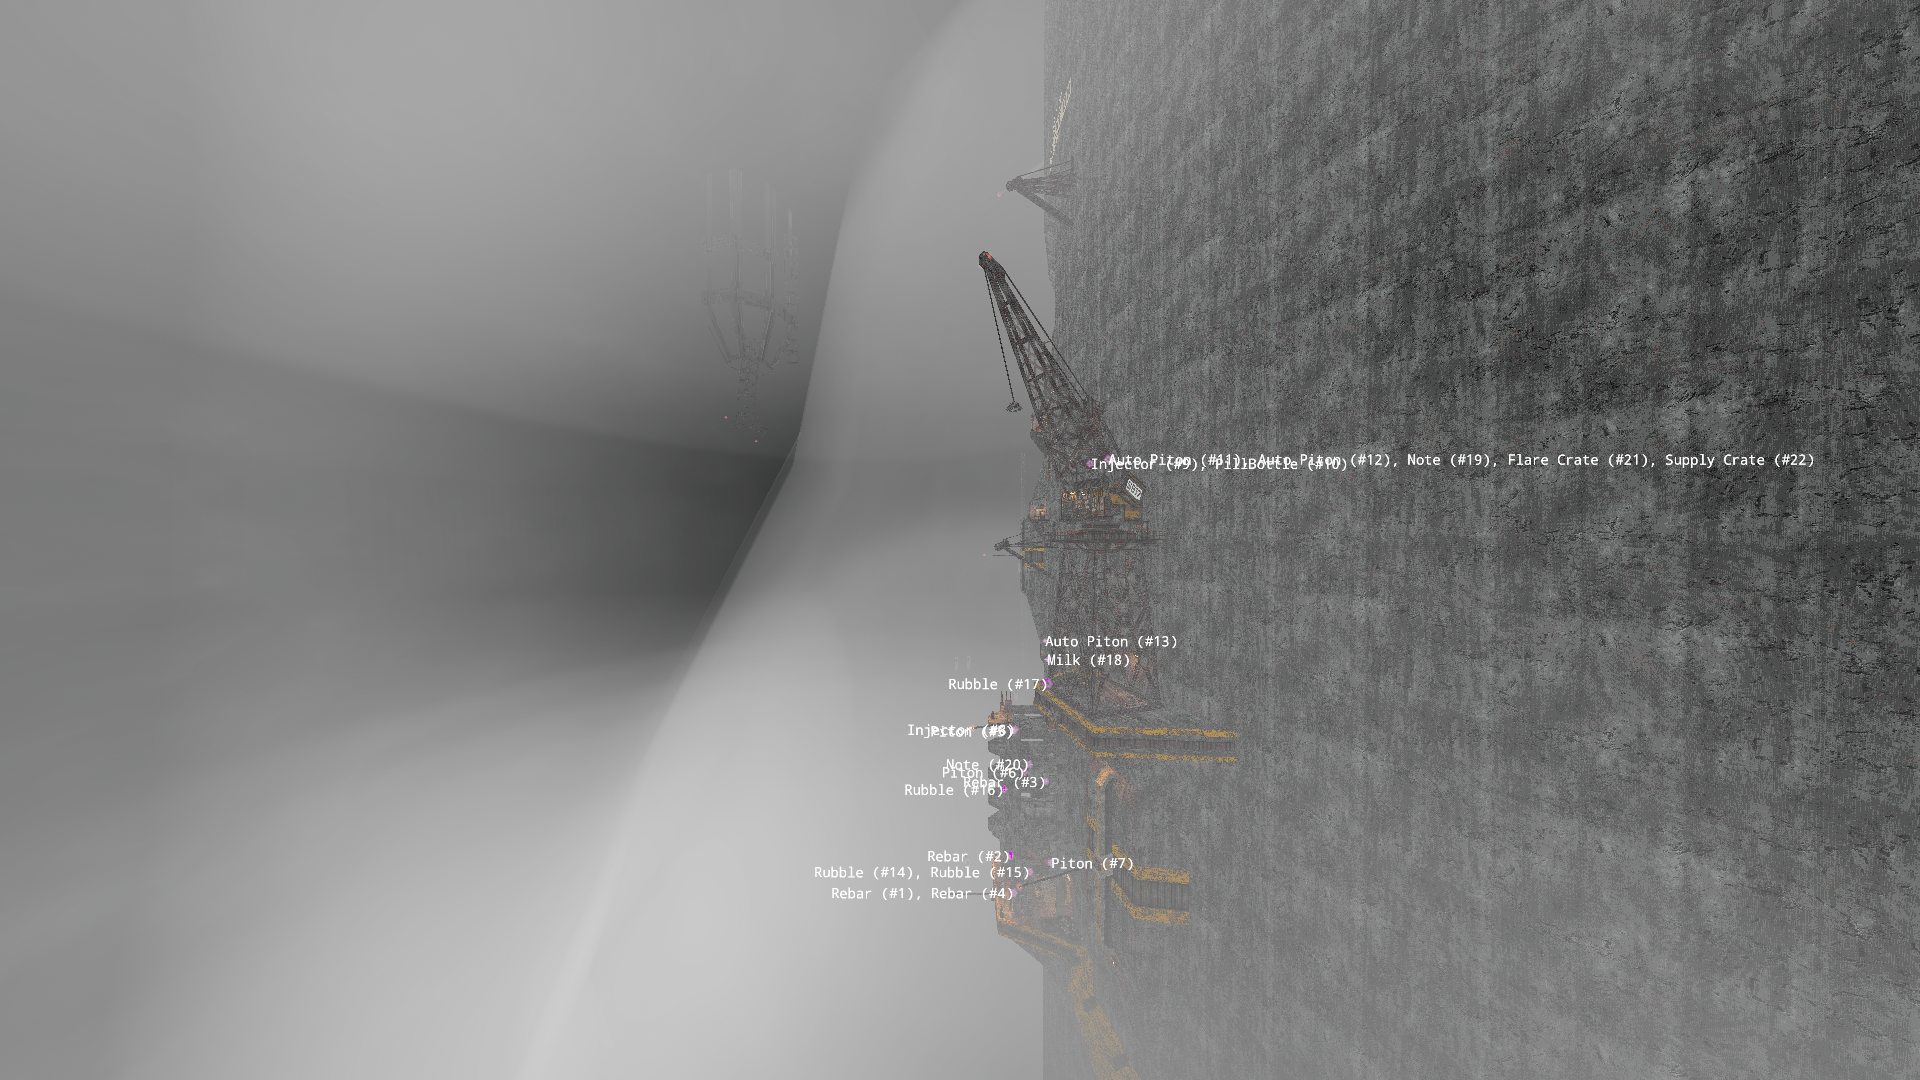 Auto Piton (#11), Auto Piton (#12), Note (#19), Flare Crate (#21), Supply Crate (#22)
Injector (#9), PillBottle (#10)
Auto Piton (#13)
Milk (#18)
Rubble (#17)
Injector
Piton
Note (#20)
Piton (#6)
Rebar (#3)
Rubble (#16)
Rebar (#2)
Piton (#7)
Rubble (#14), Rubble (#15)
Rebar (#1), Rebar (#4)